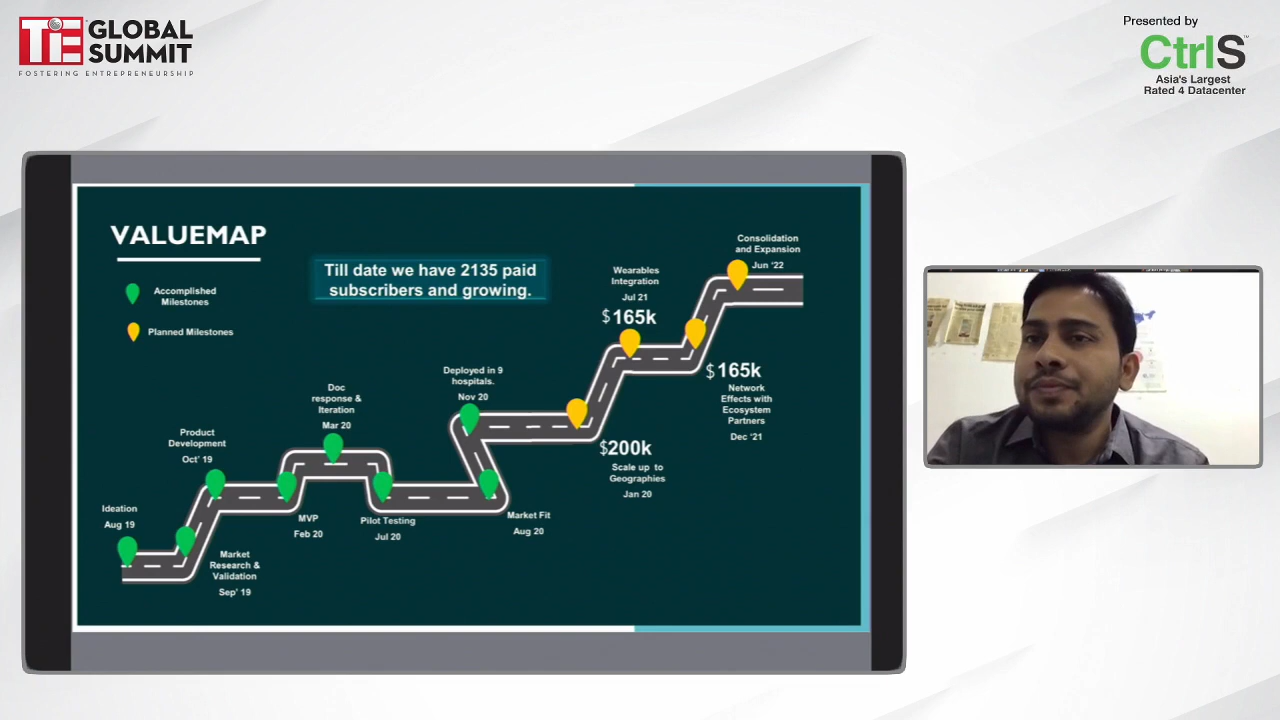 TiE GLOBAL
SUMMIT
FOSTERING ENTREPRENEURSHIP
Presented by
CtrlS™
Asia's Largest
Rated 4 Datacenter
VALUEMAP
Accomplished
Milestones
Planned Milestones
Till date we have 2135 paid
subscribers and growing.
Ideation
Aug 19
Market
Research &
Validation
Sep' 19
Product
Development
Oct' 19
MVP
Feb 20
Doc
response &
Iteration
Mar 20
Pilot Testing
Jul 20
Market Fit
Aug 20
Deployed in 9
hospitals.
Nov 20
$200k
Scale up to
Geographies
Jan 20
Wearables
Integration
Jul 21
$165k
$165k
Network
Effects with
Ecosystem
Partners
Dec '21
Consolidation
and Expansion
Jun '22